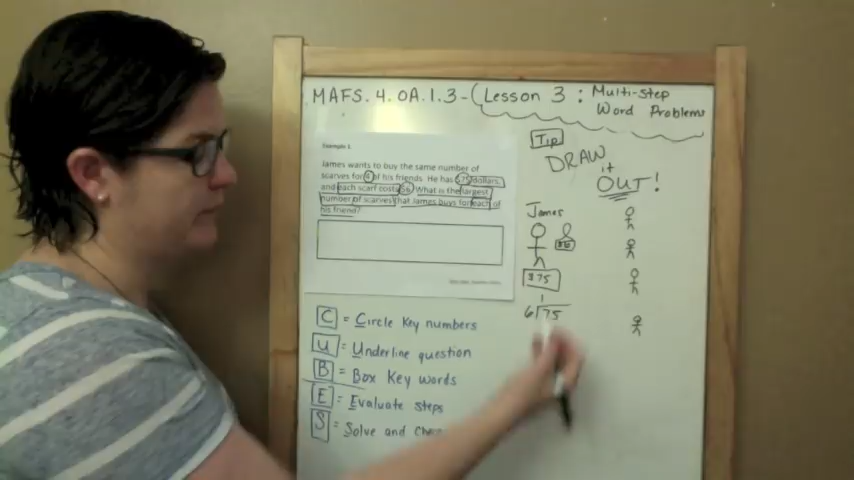 MAFS.4.OA.1.3 - (Lesson 3: Multi-step
Word Problems
Example 1
James wants to buy the same number of
scarves for 4 of his friends. He has $75 dollars,
and each scarf costs $6. What is the largest
number of scarves that James buys for each of
his friend?
Tip
DRAW
it
OUT!
James
$6
$75
1
6 75
C = Circle Key numbers
U = Underline question
B = Box Key words
E = Evaluate steps
S = Solve and